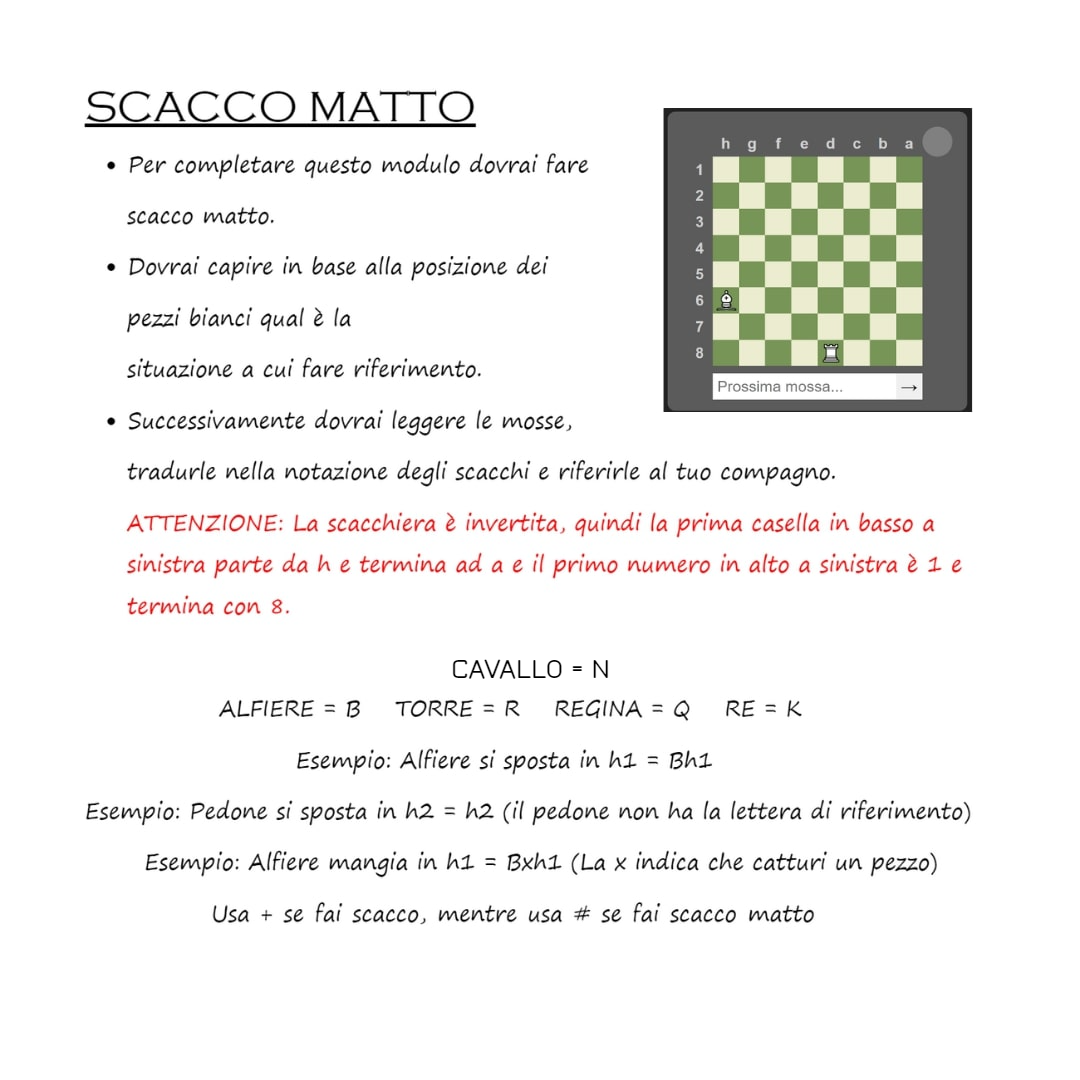 SCACCO MATTO
• Per completare questo modulo dovrai fare
scacco matto.
• Dovrai capire in base alla posizione dei
pezzi bianci qual è la
situazione a cui fare riferimento.
• Successivamente dovrai leggere le mosse,
tradurle nella notazione degli scacchi e riferirle al tuo compagno.
h g f e d c b a
1
2
3
4
5
6
7
8
Prossima mossa... →
ATTENZIONE: La scacchiera è invertita, quindi la prima casella in basso a
sinistra parte da h e termina ad a e il primo numero in alto a sinistra è 1 e
termina con 8.
CAVALLO = N
ALFIERE = B TORRE = R REGINA = Q RE = K
Esempio: Alfiere si sposta in h1 = Bh1
Esempio: Pedone si sposta in h2 = h2 (il pedone non ha la lettera di riferimento)
Esempio: Alfiere mangia in h1 = Bxh1 (La x indica che catturi un pezzo)
Usa + se fai scacco, mentre usa # se fai scacco matto